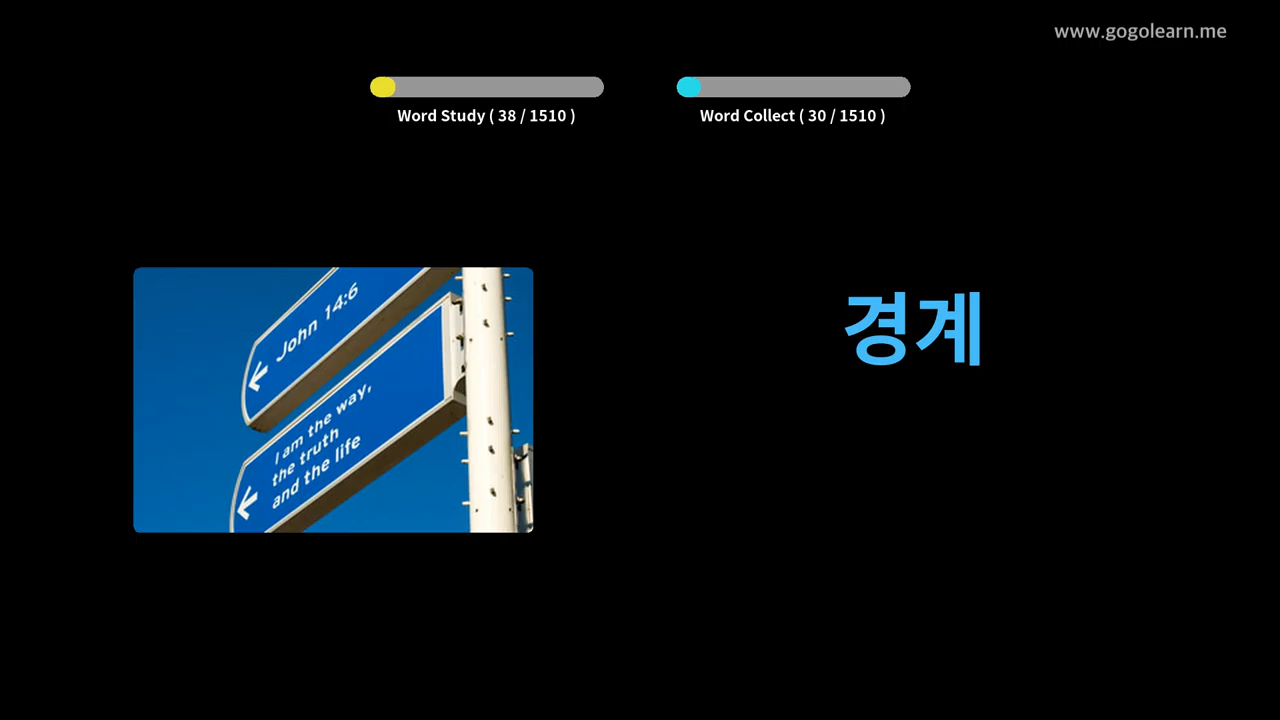 www.gogolearn.me
Word Study ( 38 / 1510 )
Word Collect ( 30 / 1510 )
John 14:6
I am the way,
the truth
and the life
경계